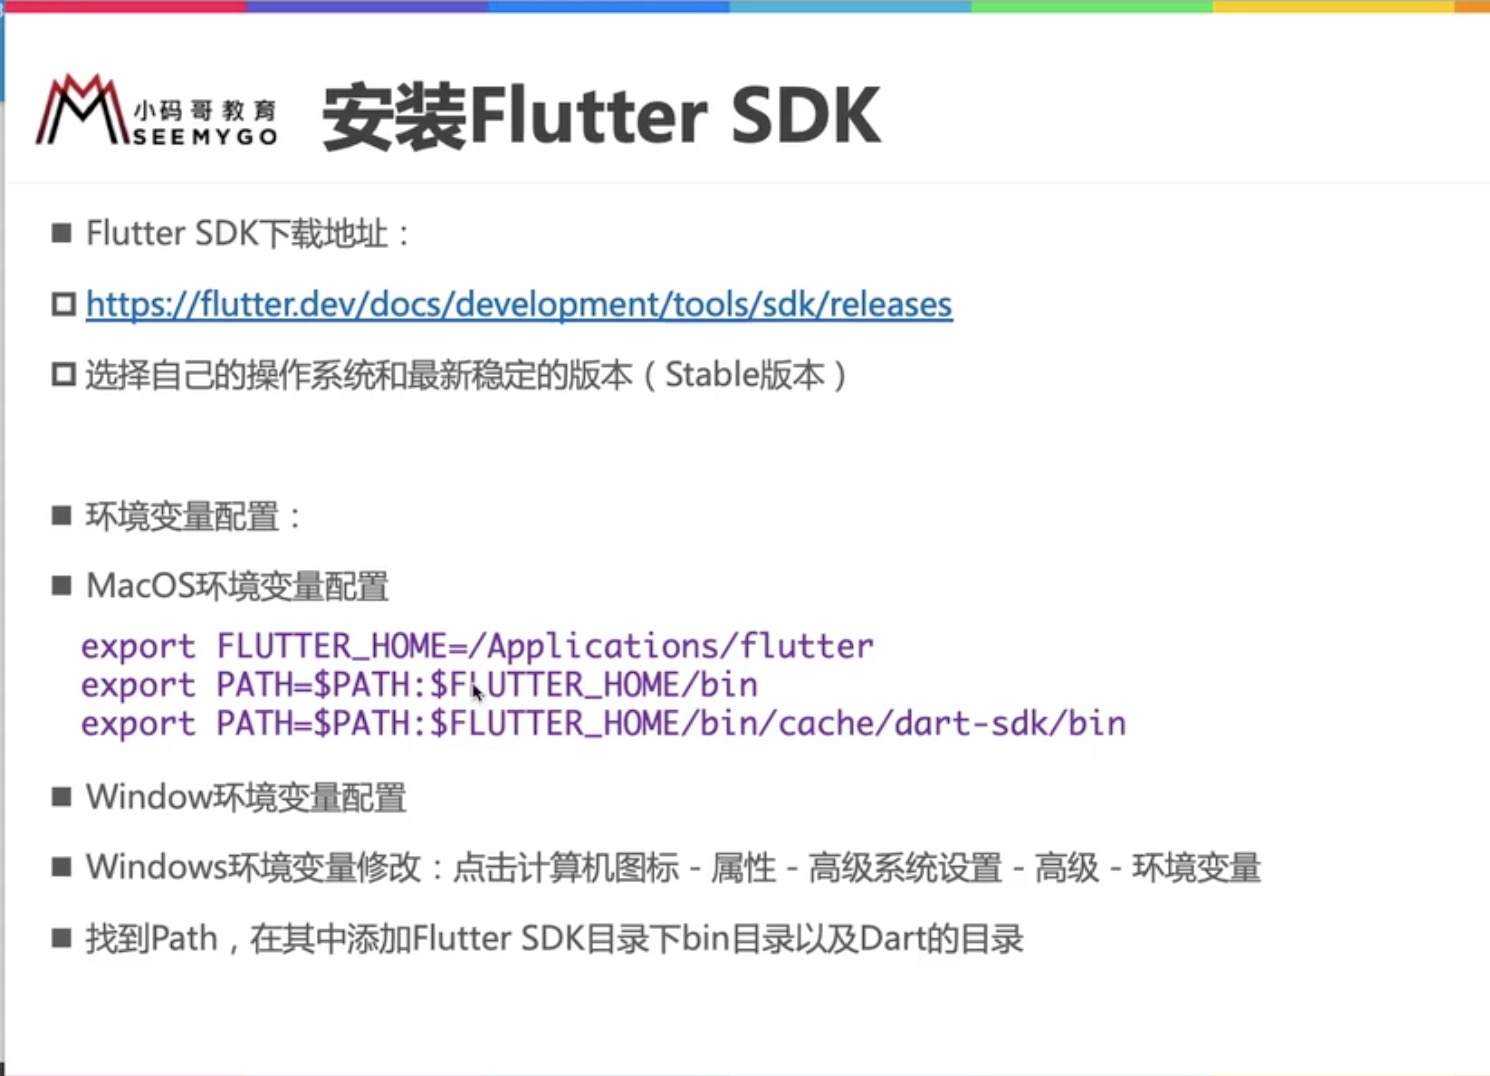 小码哥教育
SEEMYGO
安装Flutter SDK
Flutter SDK下载地址：
https://flutter.dev/docs/development/tools/sdk/releases
选择自己的操作系统和最新稳定的版本（Stable版本）
环境变量配置：
MacOS环境变量配置
export FLUTTER_HOME=/Applications/flutter
export PATH=$PATH:$FLUTTER_HOME/bin
export PATH=$PATH:$FLUTTER_HOME/bin/cache/dart-sdk/bin
Window环境变量配置
Windows环境变量修改：点击计算机图标 - 属性 - 高级系统设置 - 高级 - 环境变量
找到Path，在其中添加Flutter SDK目录下bin目录以及Dart的目录